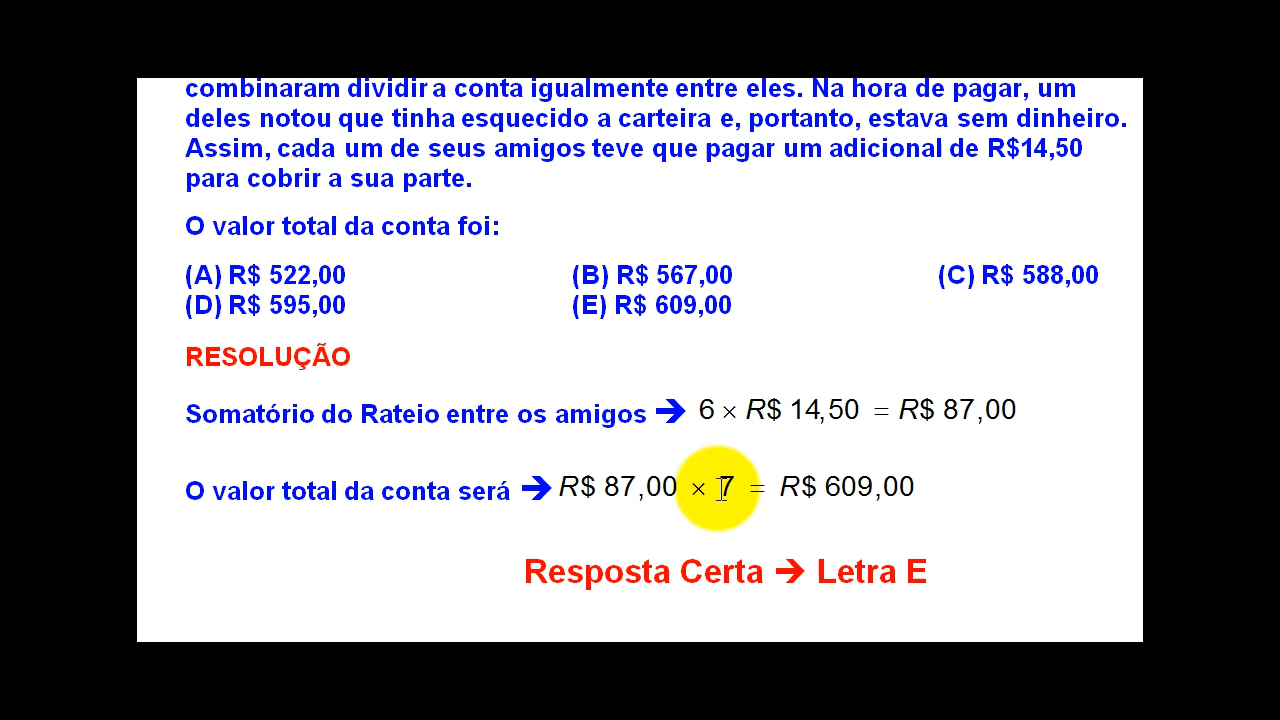 combinaram dividir a conta igualmente entre eles. Na hora de pagar, um
deles notou que tinha esquecido a carteira e, portanto, estava sem dinheiro.
Assim, cada um de seus amigos teve que pagar um adicional de R$14,50
para cobrir a sua parte.
O valor total da conta foi:
(A) R$ 522,00 (B) R$ 567,00 (C) R$ 588,00
(D) R$ 595,00 (E) R$ 609,00
RESOLUÇÃO
Somatório do Rateio entre os amigos ➔ 6 × R$ 14,50 = R$ 87,00
O valor total da conta será ➔ R$ 87,00 × 7 = R$ 609,00
Resposta Certa ➔ Letra E